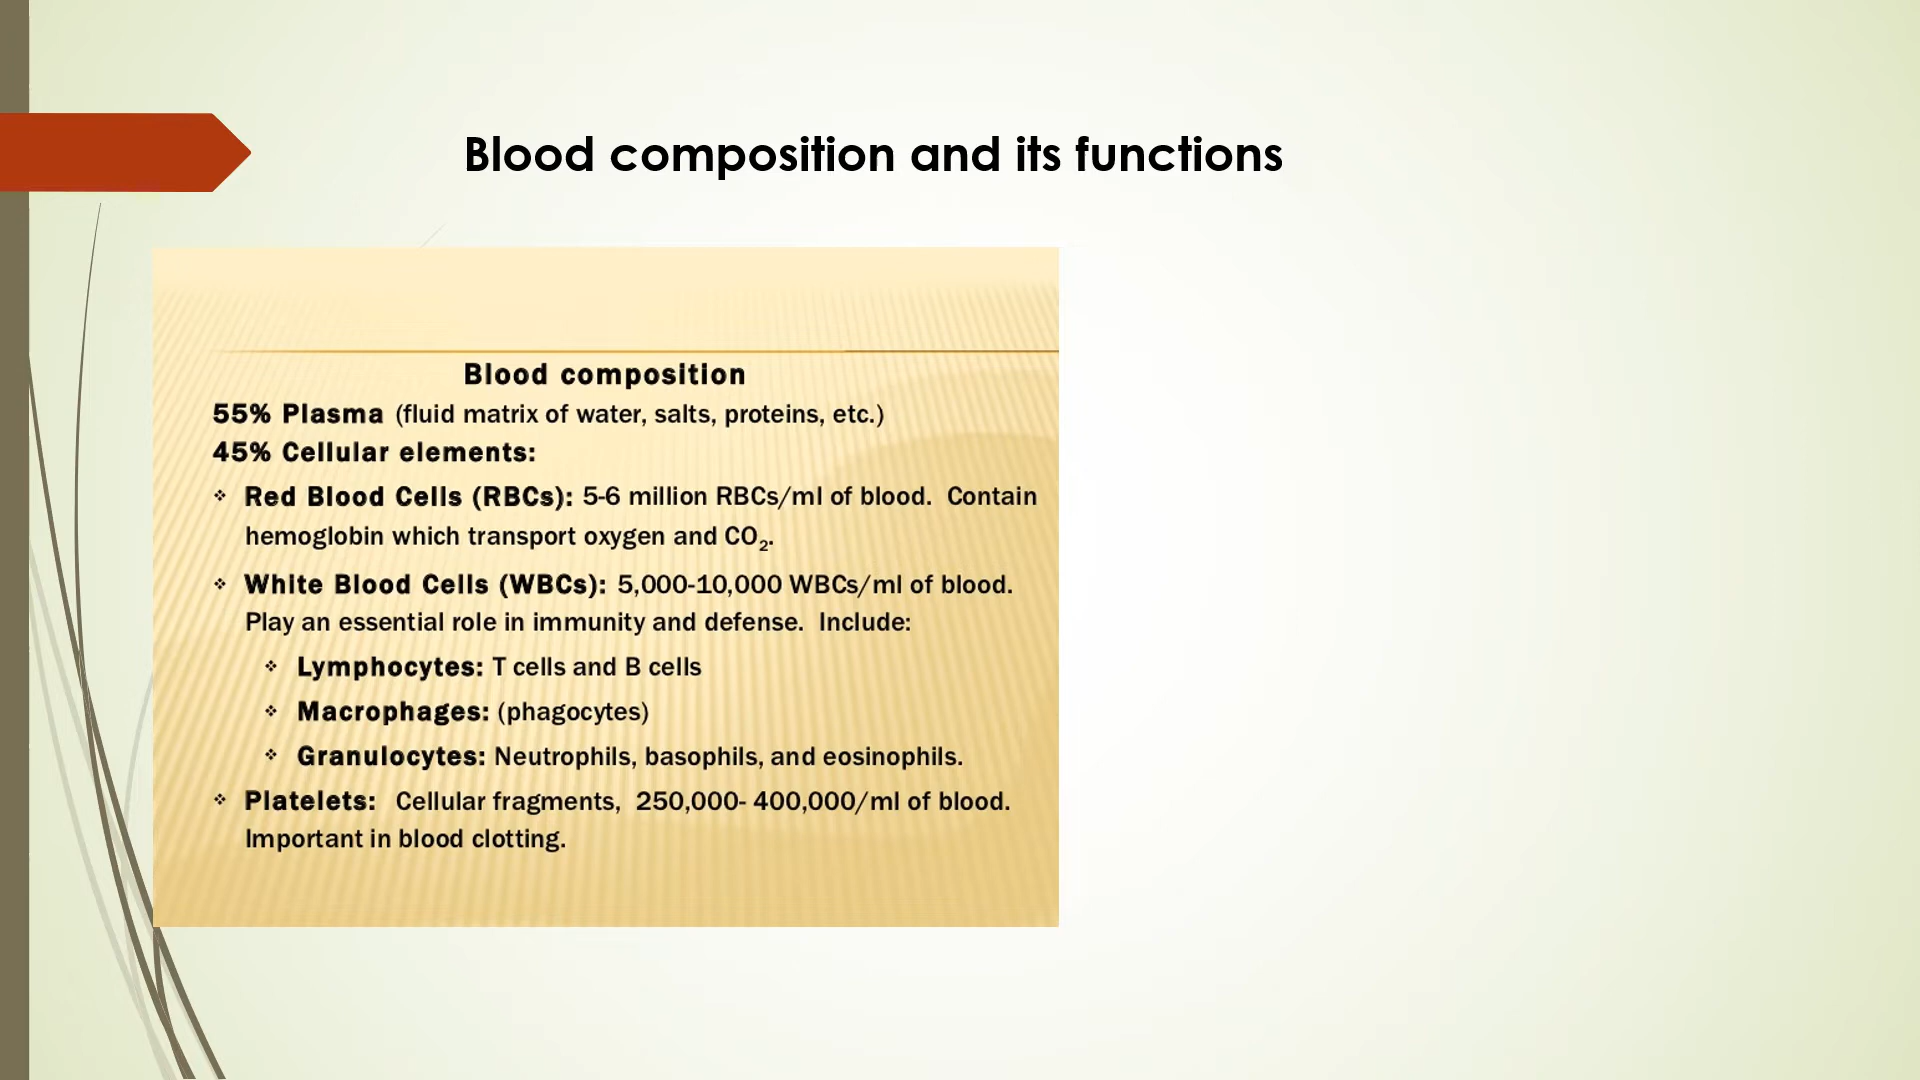 Blood composition and its functions
Blood composition
55% Plasma (fluid matrix of water, salts, proteins, etc.)
45% Cellular elements:
❖ Red Blood Cells (RBCs): 5-6 million RBCs/ml of blood. Contain
hemoglobin which transport oxygen and CO₂.
❖ White Blood Cells (WBCs): 5,000-10,000 WBCs/ml of blood.
Play an essential role in immunity and defense. Include:
❖ Lymphocytes: T cells and B cells
❖ Macrophages: (phagocytes)
❖ Granulocytes: Neutrophils, basophils, and eosinophils.
❖ Platelets: Cellular fragments, 250,000- 400,000/ml of blood.
Important in blood clotting.